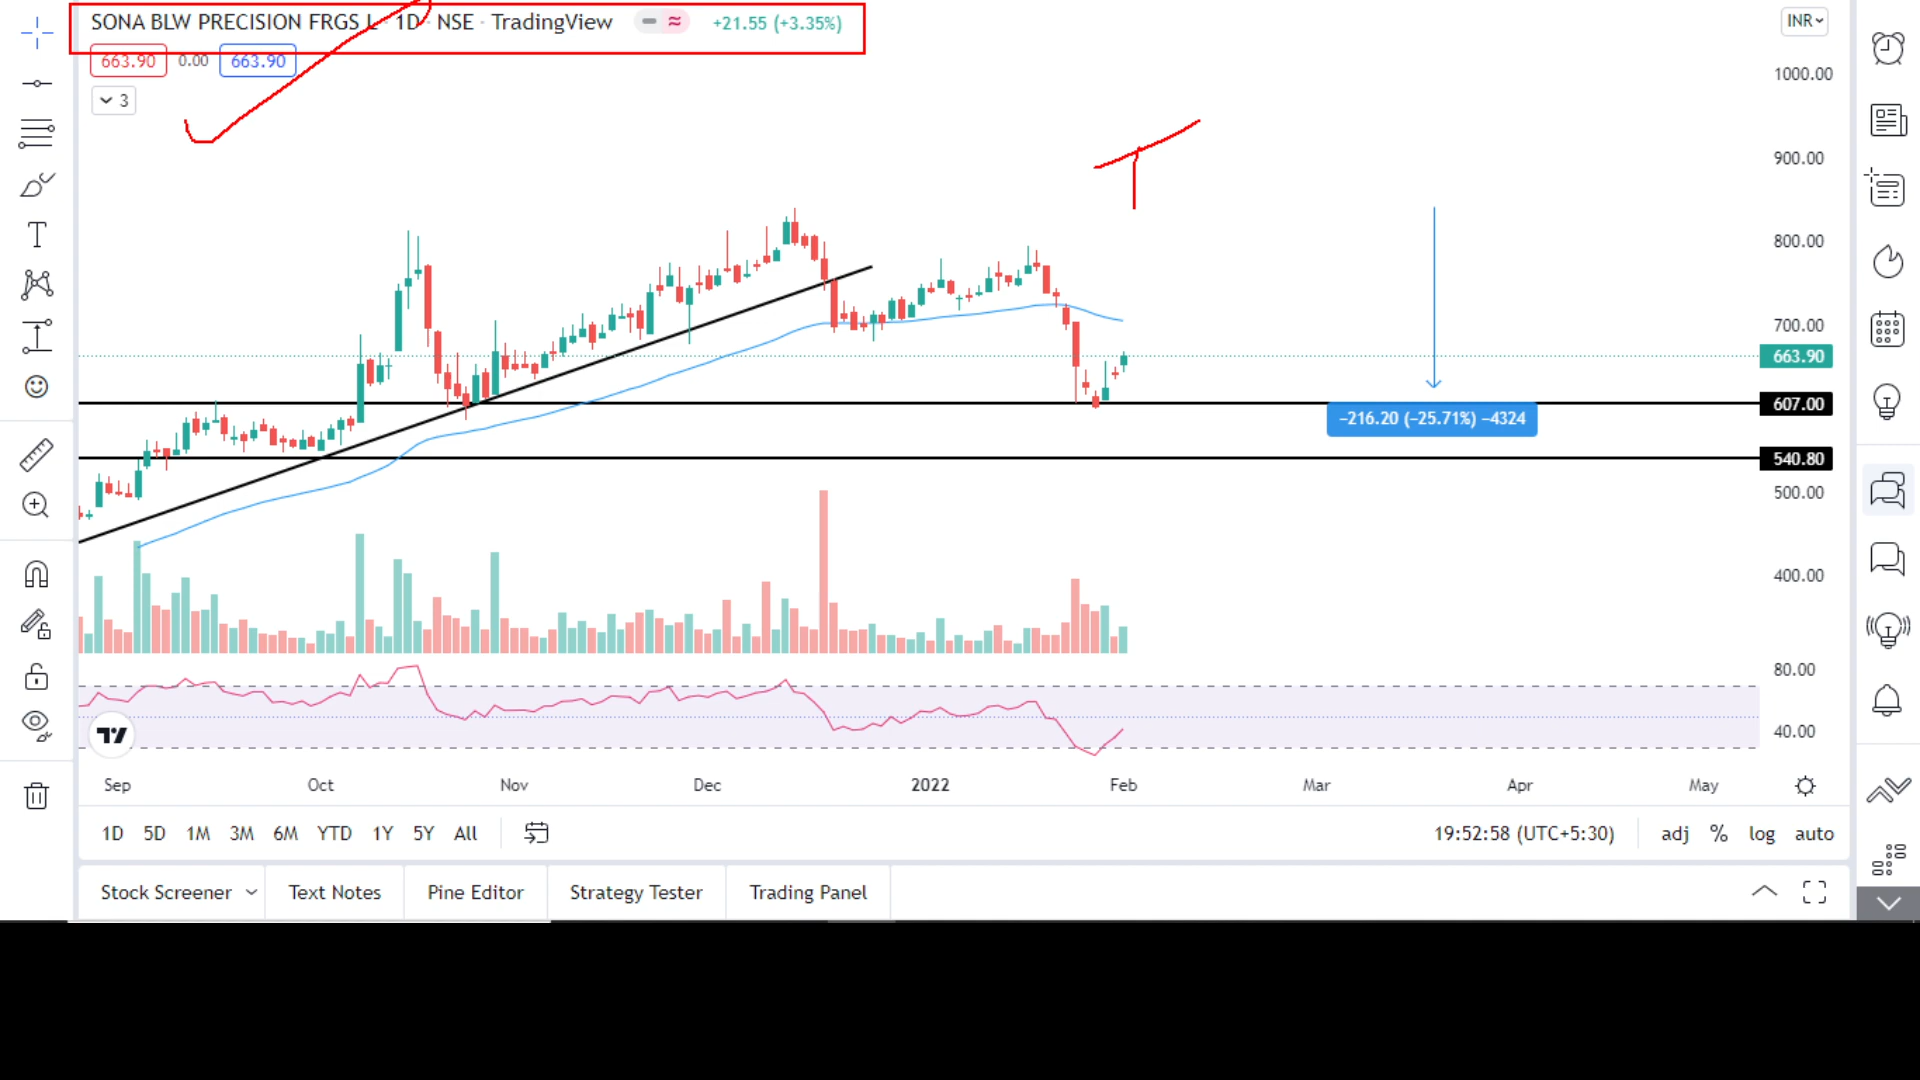 SONA BLW PRECISION FRGS L · 1D · NSE · TradingView +21.55 (+3.35%)
INR
663.90 0.00 663.90
3
1000.00
900.00
800.00
700.00
663.90
607.00
−216.20 (−25.71%) −4324
540.80
500.00
400.00
80.00
40.00
Sep Oct Nov Dec 2022 Feb Mar Apr May
1D 5D 1M 3M 6M YTD 1Y 5Y All 19:52:58 (UTC+5:30) adj % log auto
Stock Screener Text Notes Pine Editor Strategy Tester Trading Panel